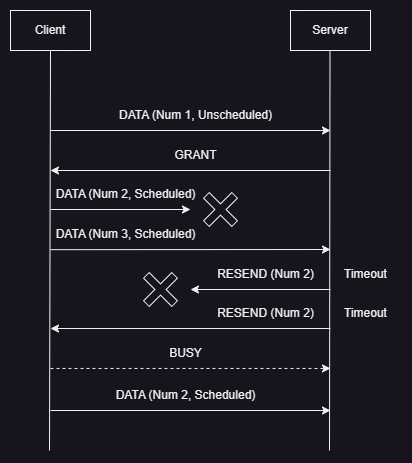 Client
Server
DATA (Num 1, Unscheduled)
GRANT
DATA (Num 2, Scheduled)
DATA (Num 3, Scheduled)
RESEND (Num 2)
Timeout
RESEND (Num 2)
Timeout
BUSY
DATA (Num 2, Scheduled)